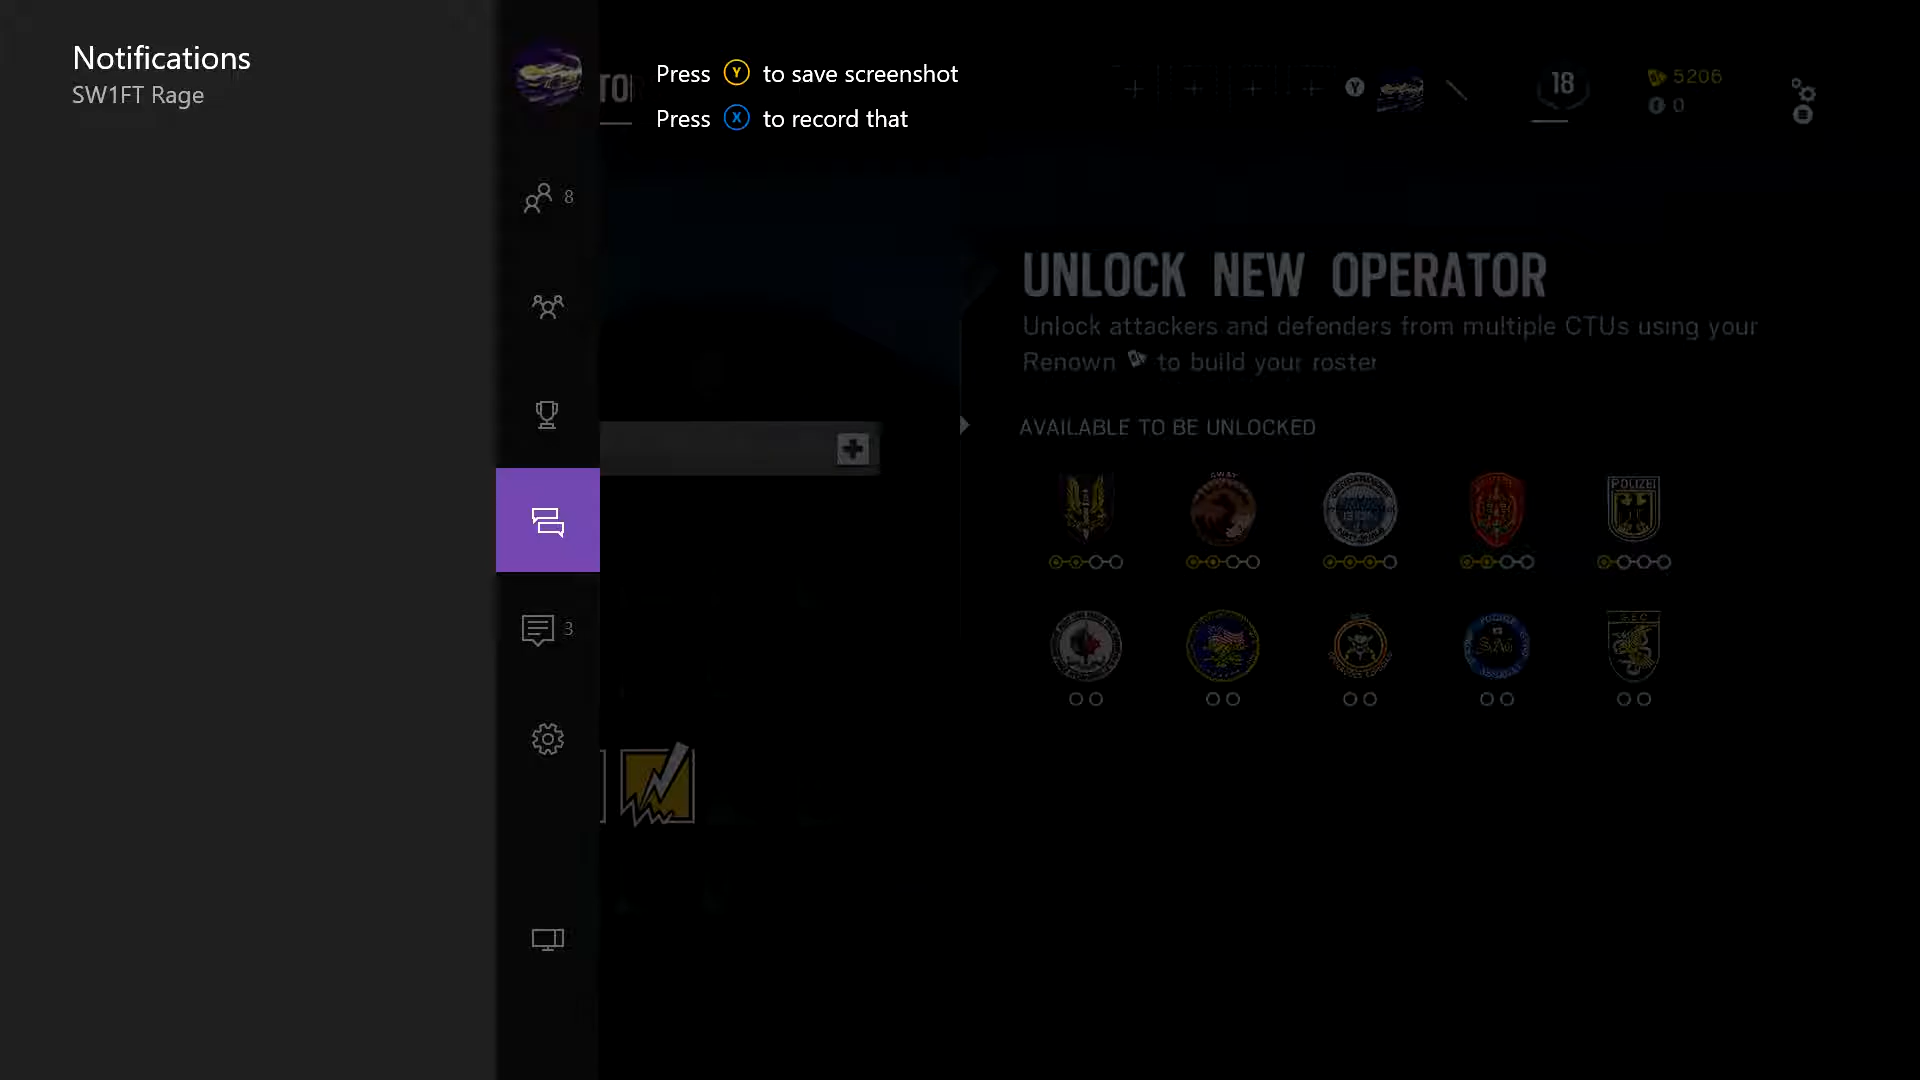 Notifications
SW1FT Rage
Press Y to save screenshot
Press X to record that
8
3
Y
18
5206
0
UNLOCK NEW OPERATOR
Unlock attackers and defenders from multiple CTUs using your
Renown to build your roster
AVAILABLE TO BE UNLOCKED
SWAT
POLIZEI